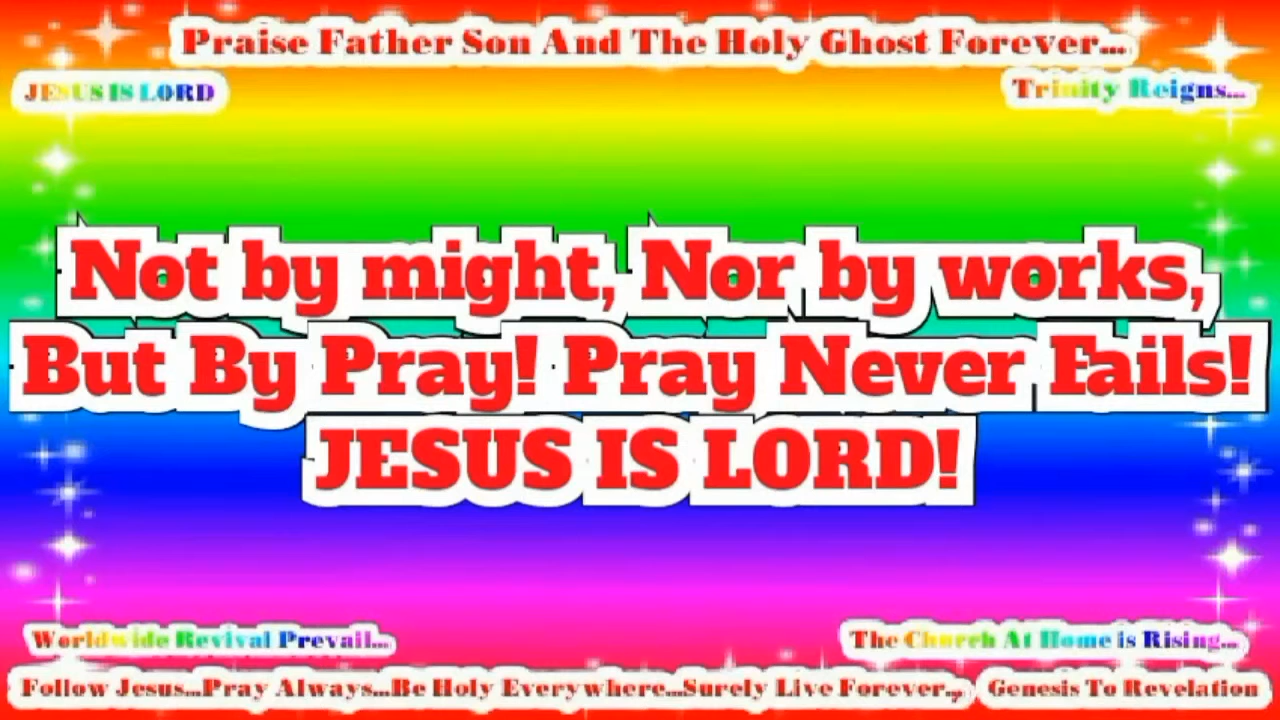 Praise Father Son And The Holy Ghost Forever...
JESUS IS LORD
Trinity Reigns...
Not by might, Nor by works,
But By Pray! Pray Never Fails!
JESUS IS LORD!
Worldwide Revival Prevail...
The Church At Home is Rising...
Follow Jesus...Pray Always...Be Holy Everywhere...Surely Live Forever...
Genesis To Revelation